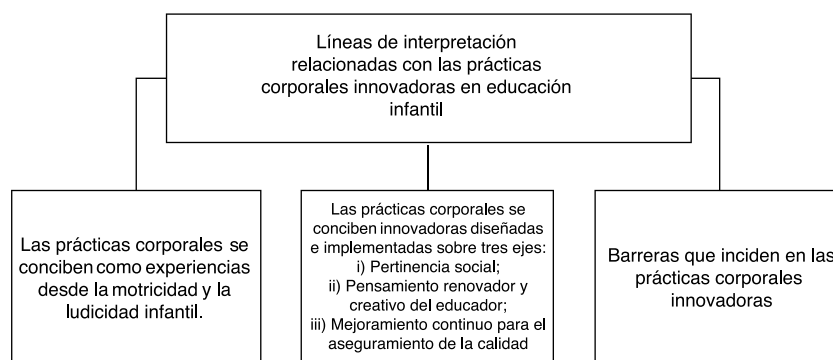 Líneas de interpretación
relacionadas con las prácticas
corporales innovadoras en educación
infantil
Las prácticas corporales se
conciben como experiencias
desde la motricidad y la
ludicidad infantil.
Las prácticas corporales se
conciben innovadoras diseñadas
e implementadas sobre tres ejes:
i) Pertinencia social;
ii) Pensamiento renovador y
creativo del educador;
iii) Mejoramiento continuo para el
aseguramiento de la calidad
Barreras que inciden en las
prácticas corporales
innovadoras